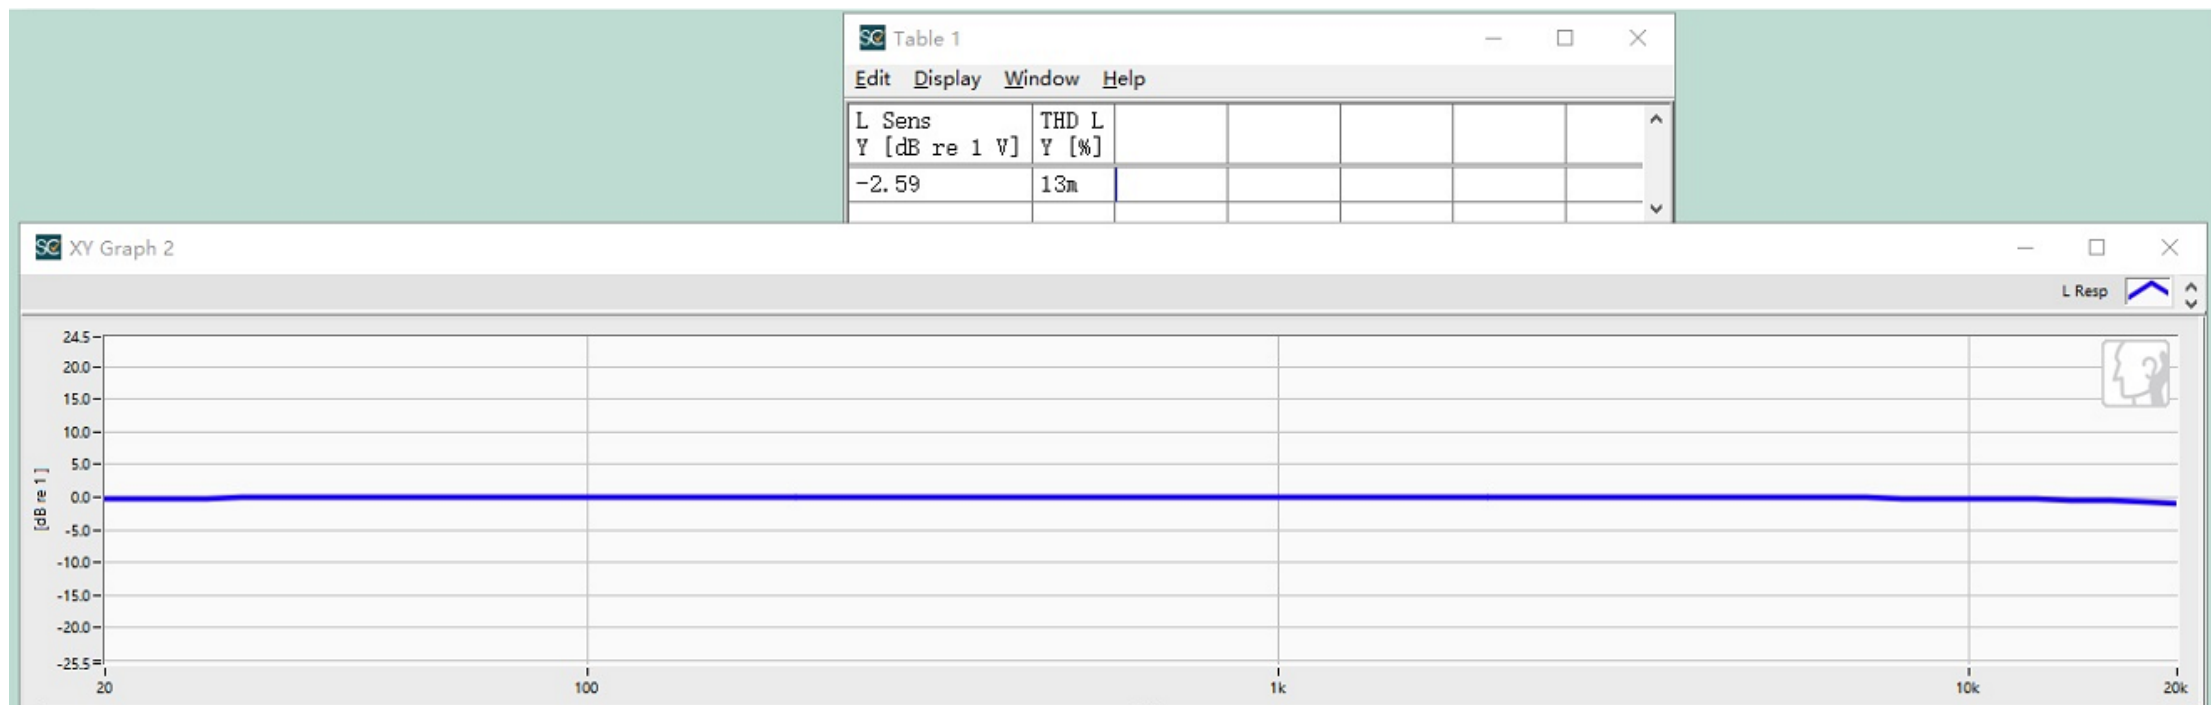 SC Table 1
Edit Display Window Help
L Sens THD L
Y [dB re 1 V] Y [%]
-2.59 13m
SC XY Graph 2
L Resp
24.5
20.0
15.0
10.0
5.0
0.0
-5.0
-10.0
-15.0
-20.0
-25.5
[dB re 1]
20 100 1k 10k 20k